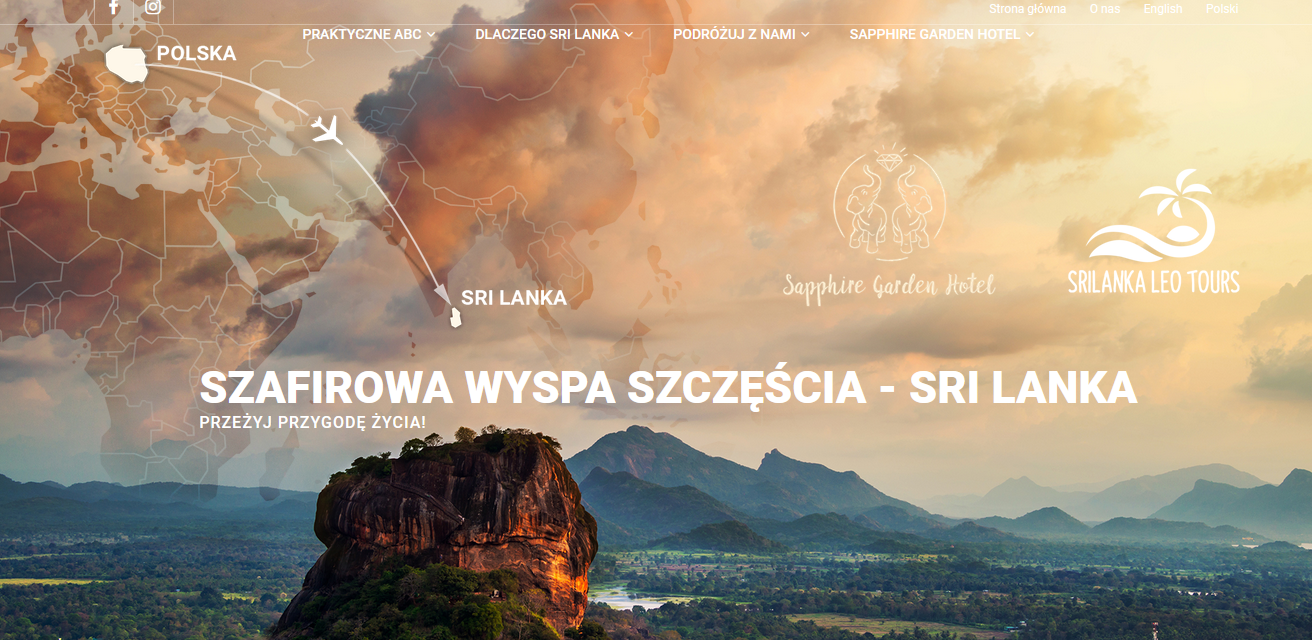 Strona główna O nas English Polski
PRAKTYCZNE ABC DLACZEGO SRI LANKA PODRÓŻUJ Z NAMI SAPPHIRE GARDEN HOTEL
POLSKA
SRI LANKA
Sapphire Garden Hotel
SRILANKA LEO TOURS
SZAFIROWA WYSPA SZCZĘŚCIA - SRI LANKA
PRZEŻYJ PRZYGODĘ ŻYCIA!